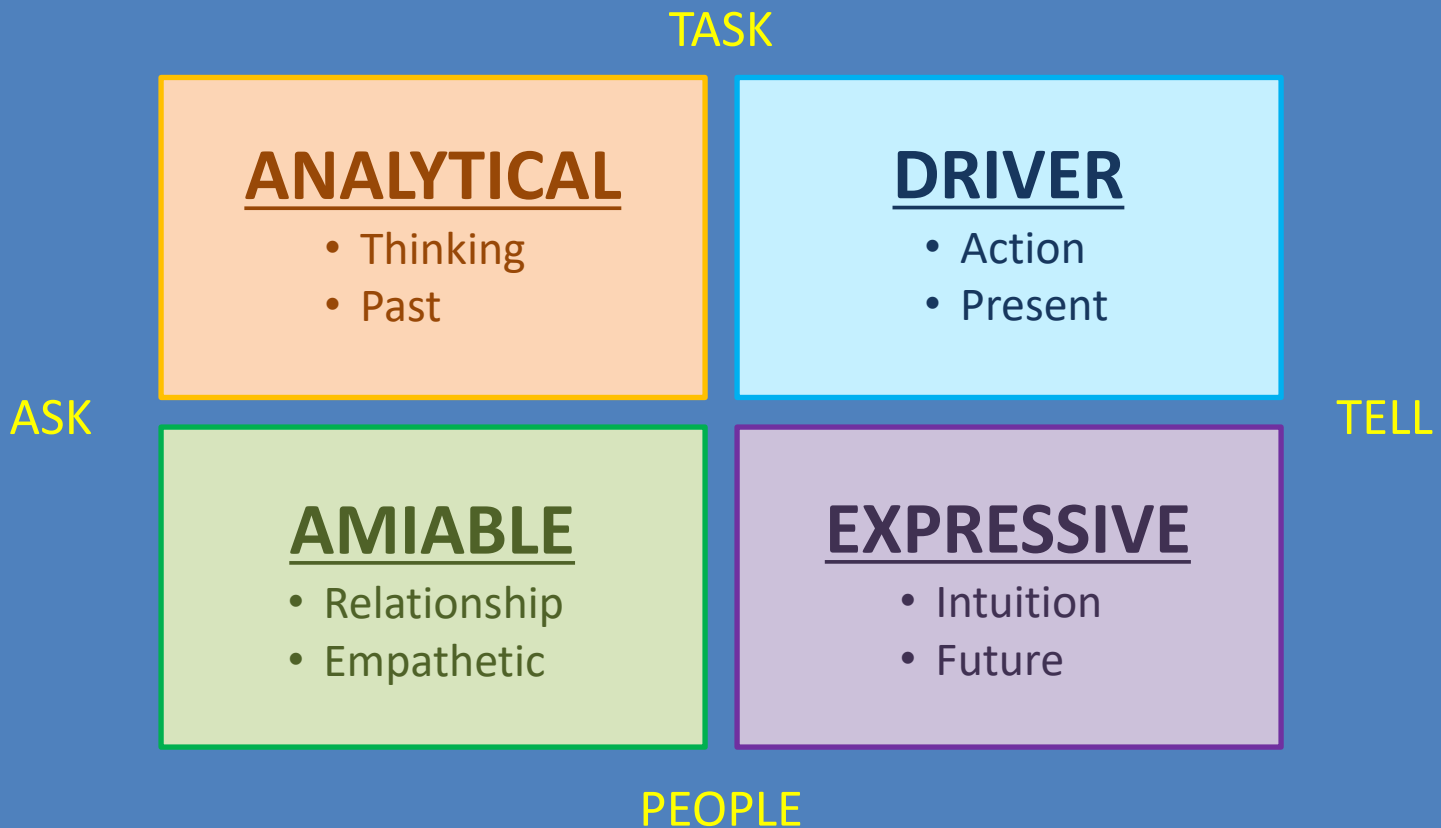 TASK
ANALYTICAL
• Thinking
• Past
DRIVER
• Action
• Present
ASK
TELL
AMIABLE
• Relationship
• Empathetic
EXPRESSIVE
• Intuition
• Future
PEOPLE